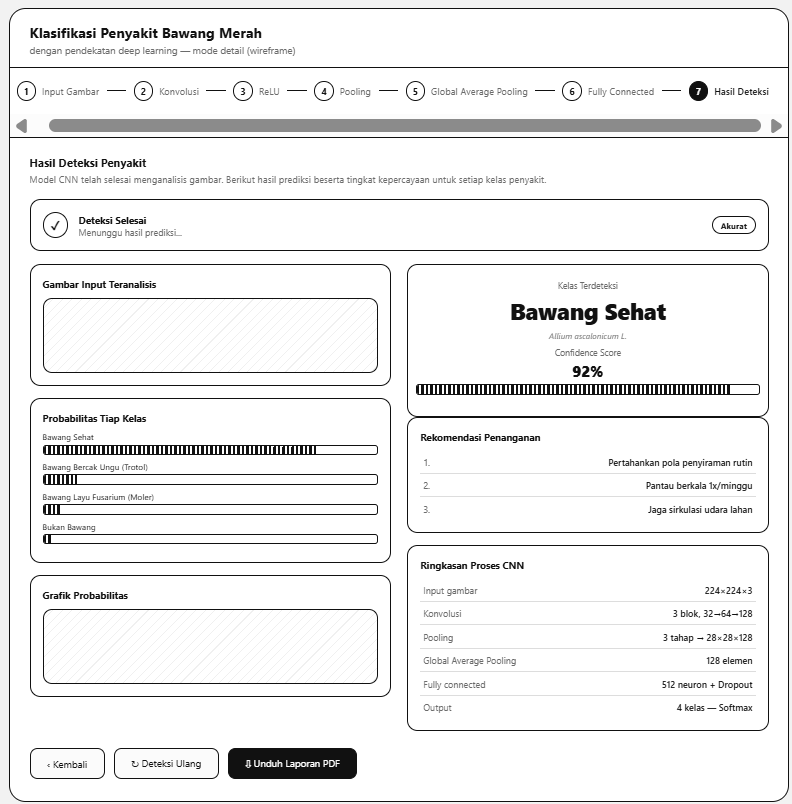 Klasifikasi Penyakit Bawang Merah
dengan pendekatan deep learning — mode detail (wireframe)
1 Input Gambar 2 Konvolusi 3 ReLU 4 Pooling 5 Global Average Pooling 6 Fully Connected 7 Hasil Deteksi
Hasil Deteksi Penyakit
Model CNN telah selesai menganalisis gambar. Berikut hasil prediksi beserta tingkat kepercayaan untuk setiap kelas penyakit.
✓ Deteksi Selesai
Menunggu hasil prediksi...
Akurat
Gambar Input Teranalisis
Probabilitas Tiap Kelas
Bawang Sehat
Bawang Bercak Ungu (Trotol)
Bawang Layu Fusarium (Moler)
Bukan Bawang
Grafik Probabilitas
Kelas Terdeteksi
Bawang Sehat
Allium ascalonicum L.
Confidence Score
92%
Rekomendasi Penanganan
1. Pertahankan pola penyiraman rutin
2. Pantau berkala 1x/minggu
3. Jaga sirkulasi udara lahan
Ringkasan Proses CNN
Input gambar 224×224×3
Konvolusi 3 blok, 32→64→128
Pooling 3 tahap → 28×28×128
Global Average Pooling 128 elemen
Fully connected 512 neuron + Dropout
Output 4 kelas — Softmax
‹ Kembali
↻ Deteksi Ulang
⇩ Unduh Laporan PDF